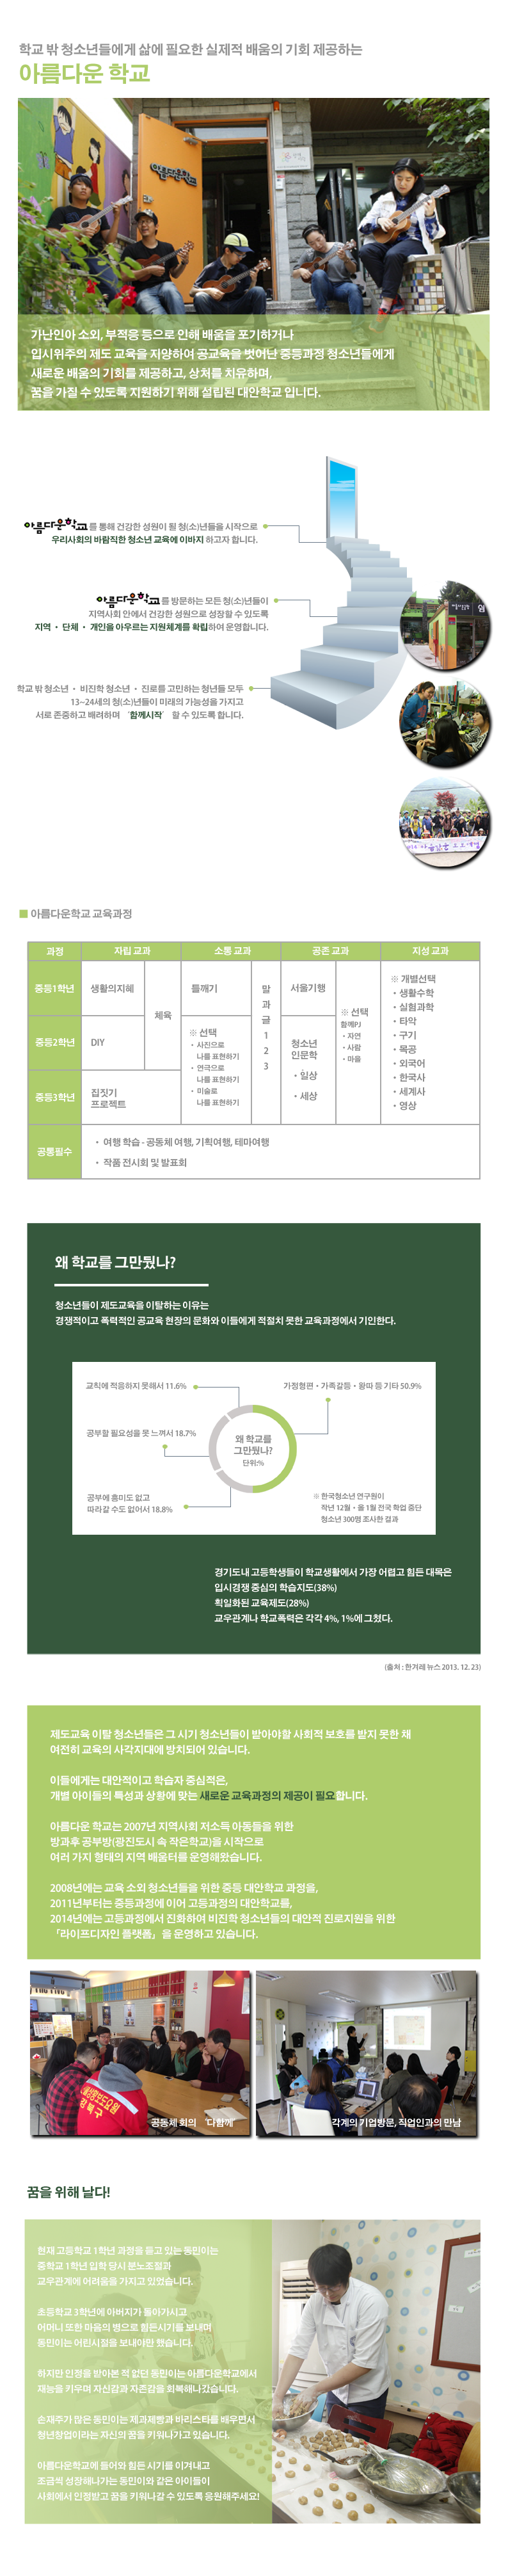 학교 밖 청소년들에게 삶에 필요한 실제적 배움의 기회 제공하는
아름다운 학교
아름다운학교
가난인아 소외, 부적응 등으로 인해 배움을 포기하거나
입시위주의 제도 교육을 지양하여 공교육을 벗어난 중등과정 청소년들에게
새로운 배움의 기회를 제공하고, 상처를 치유하며,
꿈을 가질 수 있도록 지원하기 위해 설립된 대안학교 입니다.
아름다운학교를 통해 건강한 성원이 될 청(소)년들을 시작으로
우리사회의 바람직한 청소년 교육에 이바지 하고자 합니다.
아름다운학교를 방문하는 모든 청(소)년들이
지역사회 안에서 건강한 성원으로 성장할 수 있도록
지역 · 단체 · 개인을 아우르는 지원체계를 확립하여 운영합니다.
학교 밖 청소년 · 비진학 청소년 · 진로를 고민하는 청년들 모두
13~24세의 청(소)년들이 미래의 가능성을 가지고
서로 존중하고 배려하며 '함께시작' 할 수 있도록 합니다.
■ 아름다운학교 교육과정
과정 자립 교과 소통 교과 공존 교과 지성 교과
중등1학년 생활의지혜 체육 틀깨기 말과글 1 2 3 서울기행
중등2학년 DIY
중등3학년 집짓기
프로젝트
※ 선택
· 사진으로
나를 표현하기
· 연극으로
나를 표현하기
· 미술로
나를 표현하기
청소년
인문학
· 일상
· 세상
※ 선택
함께PJ
· 자연
· 사람
· 마을
※ 개별선택
· 생활수학
· 실험과학
· 타악
· 구기
· 목공
· 외국어
· 한국사
· 세계사
· 영상
공통필수
· 여행 학습 - 공동체 여행, 기획여행, 테마여행
· 작품 전시회 및 발표회
왜 학교를 그만뒀나?
청소년들이 제도교육을 이탈하는 이유는
경쟁적이고 폭력적인 공교육 현장의 문화와 이들에게 적절치 못한 교육과정에서 기인한다.
교칙에 적응하지 못해서 11.6%
가정형편 · 가족갈등 · 왕따 등 기타 50.9%
공부할 필요성을 못 느껴서 18.7%
왜 학교를
그만뒀나?
단위:%
공부에 흥미도 없고
따라갈 수도 없어서 18.8%
※ 한국청소년 연구원이
작년 12월 · 올 1월 전국 학업 중단
청소년 300명 조사한 결과
경기도내 고등학생들이 학교생활에서 가장 어렵고 힘든 대목은
입시경쟁 중심의 학습지도(38%)
획일화된 교육제도(28%)
교우관계나 학교폭력은 각각 4%, 1%에 그쳤다.
(출처 : 한겨레 뉴스 2013. 12. 23)
제도교육 이탈 청소년들은 그 시기 청소년들이 받아야할 사회적 보호를 받지 못한 채
여전히 교육의 사각지대에 방치되어 있습니다.
이들에게는 대안적이고 학습자 중심적은,
개별 아이들의 특성과 상황에 맞는 새로운 교육과정의 제공이 필요합니다.
아름다운 학교는 2007년 지역사회 저소득 아동들을 위한
방과후 공부방(광진도시 속 작은학교)을 시작으로
여러 가지 형태의 지역 배움터를 운영해왔습니다.
2008년에는 교육 소외 청소년들을 위한 중등 대안학교 과정을,
2011년부터는 중등과정에 이어 고등과정의 대안학교를,
2014년에는 고등과정에서 진화하여 비진학 청소년들의 대안적 진로지원을 위한
「라이프디자인 플랫폼」을 운영하고 있습니다.
강북구
공동체 회의 '다함께'
각계의 기업방문, 직업인과의 만남
꿈을 위해 날다!
현재 고등학교 1학년 과정을 듣고 있는 동민이는
중학교 1학년 입학 당시 분노조절과
교우관계에 어려움을 가지고 있었습니다.
초등학교 3학년에 아버지가 돌아가시고
어머니 또한 마음의 병으로 힘든시기를 보내며
동민이는 어린시절을 보내야만 했습니다.
하지만 인정을 받아본 적 없던 동민이는 아름다운학교에서
재능을 키우며 자신감과 자존감을 회복해나갔습니다.
손재주가 많은 동민이는 제과제빵과 바리스타를 배우면서
청년창업이라는 자신의 꿈을 키워나가고 있습니다.
아름다운학교에 들어와 힘든 시기를 이겨내고
조금씩 성장해나가는 동민이와 같은 아이들이
사회에서 인정받고 꿈을 키워나갈 수 있도록 응원해주세요!